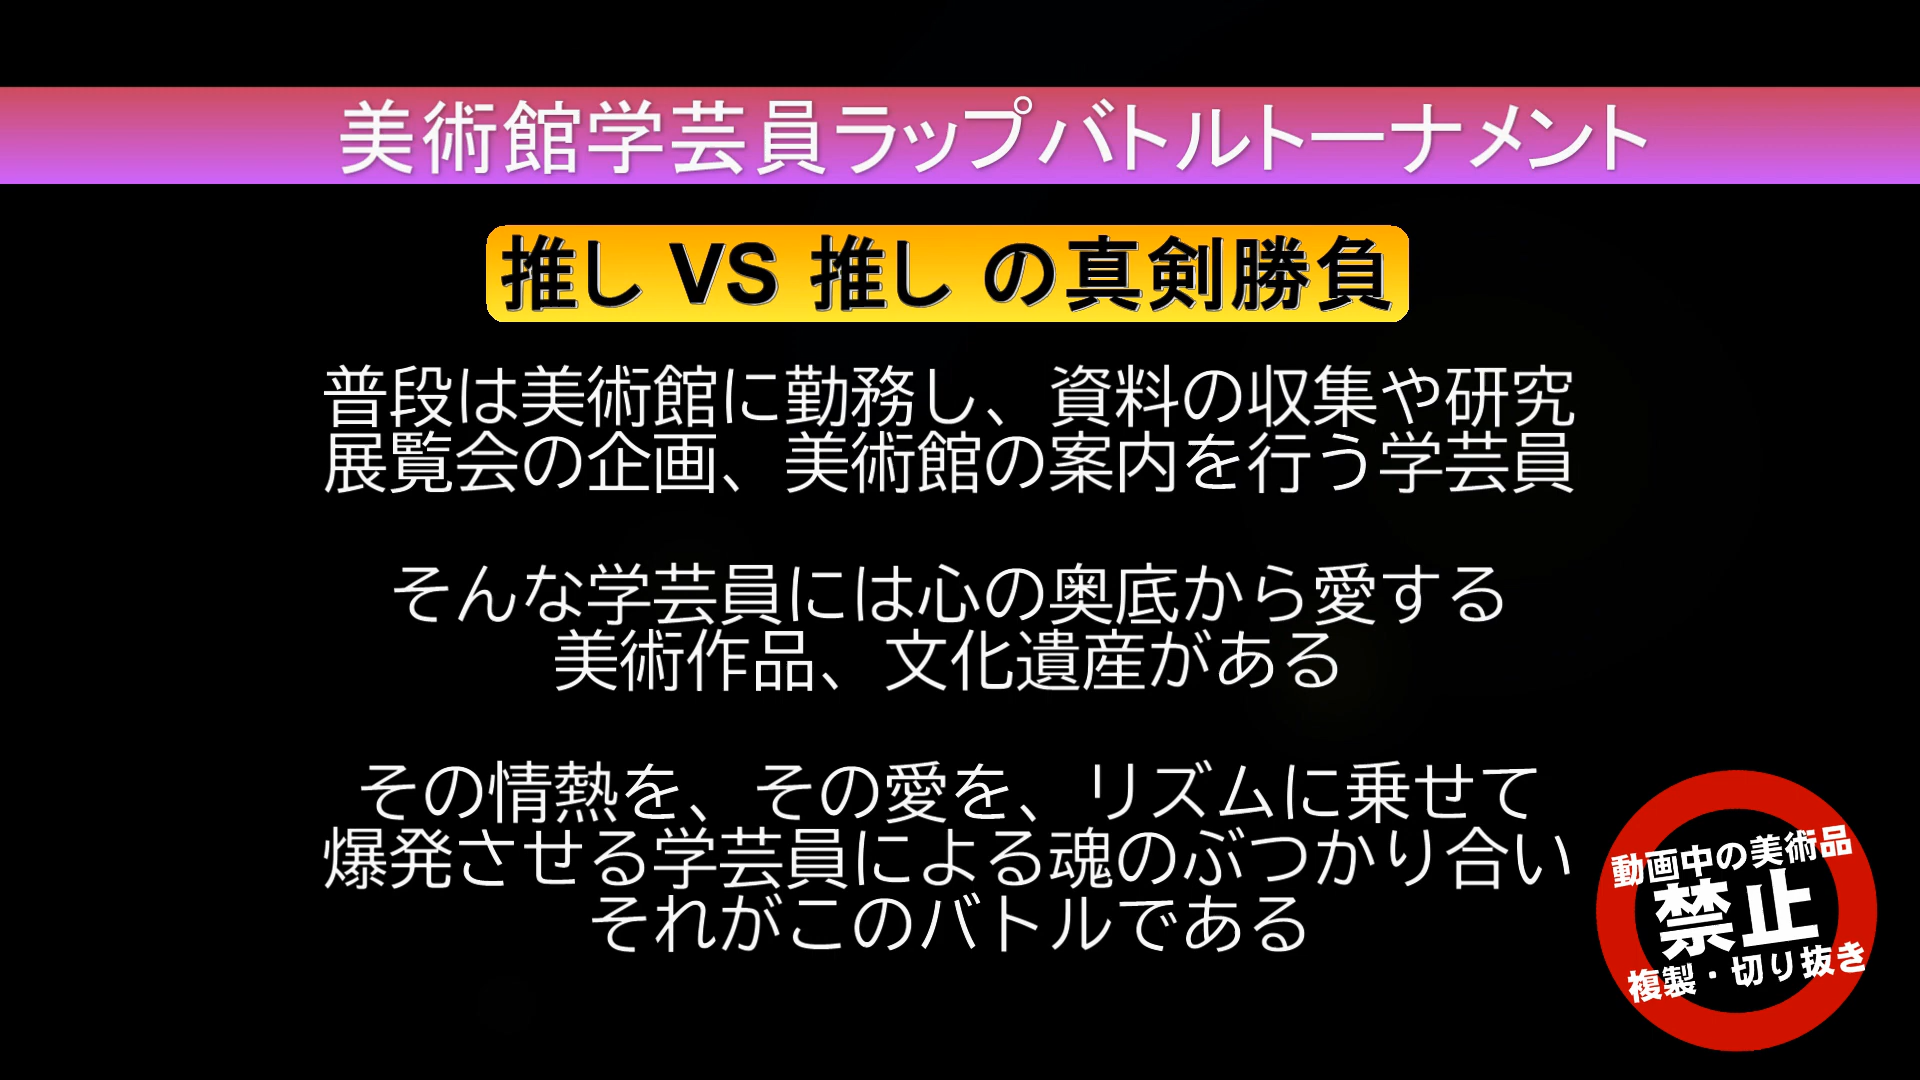 美術館学芸員ラップバトルトーナメント
推し VS 推し の真剣勝負
普段は美術館に勤務し、資料の収集や研究
展覧会の企画、美術館の案内を行う学芸員
そんな学芸員には心の奥底から愛する
美術作品、文化遺産がある
その情熱を、その愛を、リズムに乗せて
爆発させる学芸員による魂のぶつかり合い
それがこのバトルである
動画中の美術品
禁止
複製・切り抜き